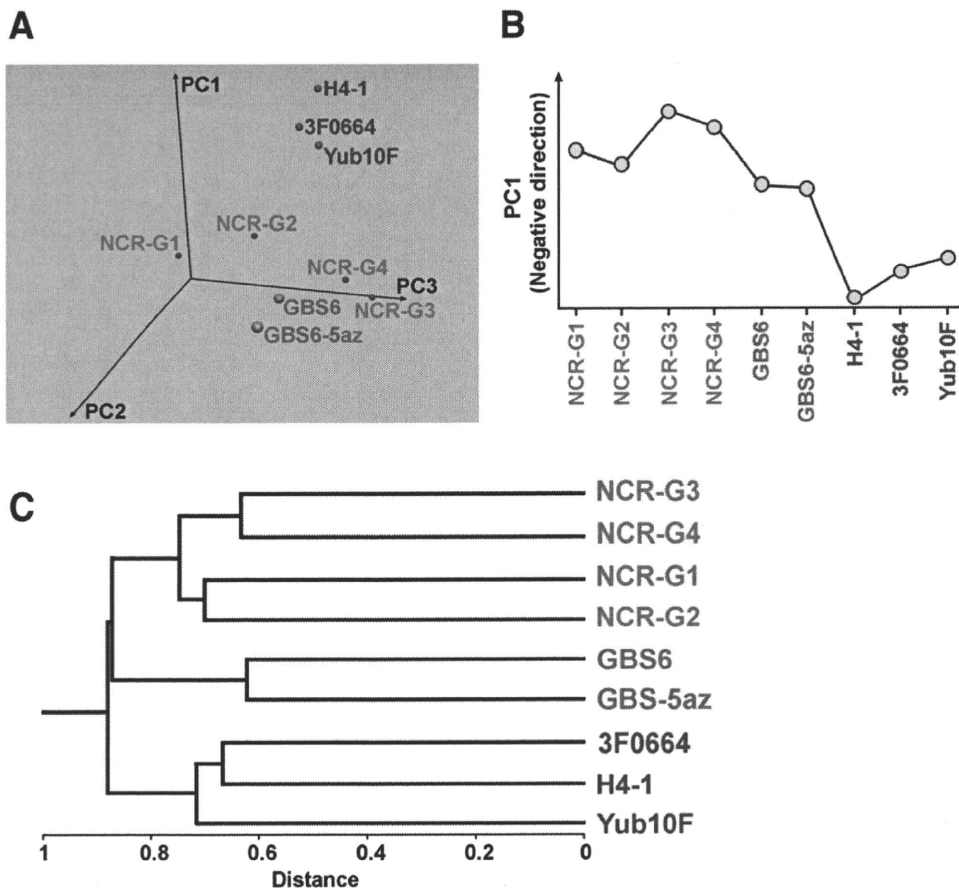 A
PC1
H4-1
3F0664
Yub10F
NCR-G2
NCR-G1
NCR-G4
PC3
GBS6
NCR-G3
GBS6-5az
PC2
B
PC1
(Negative direction)
NCR-G1
NCR-G2
NCR-G3
NCR-G4
GBS6
GBS6-5az
H4-1
3F0664
Yub10F
C
NCR-G3
NCR-G4
NCR-G1
NCR-G2
GBS6
GBS-5az
3F0664
H4-1
Yub10F
1 0.8 0.6 0.4 0.2 0
Distance